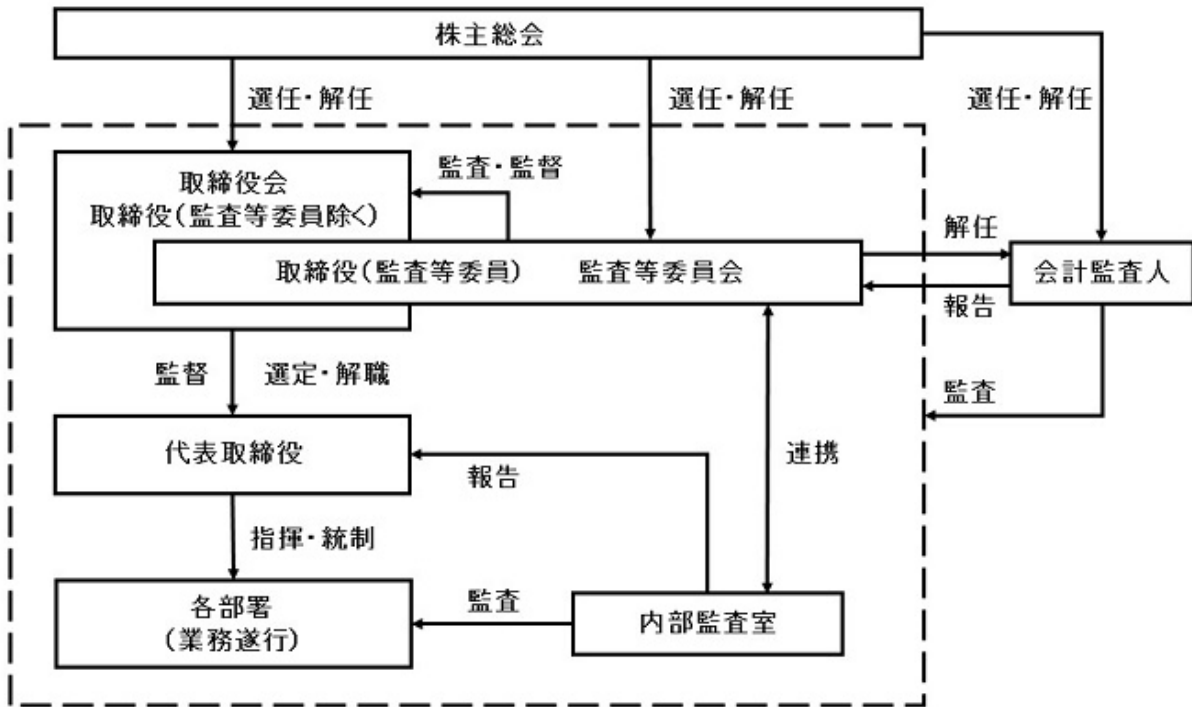 株主総会
選任・解任
選任・解任
選任・解任
取締役会
取締役(監査等委員除く)
監査・監督
取締役(監査等委員) 監査等委員会
解任
会計監査人
報告
監督
選定・解職
監査
代表取締役
報告
連携
指揮・統制
各部署
(業務遂行)
監査
内部監査室